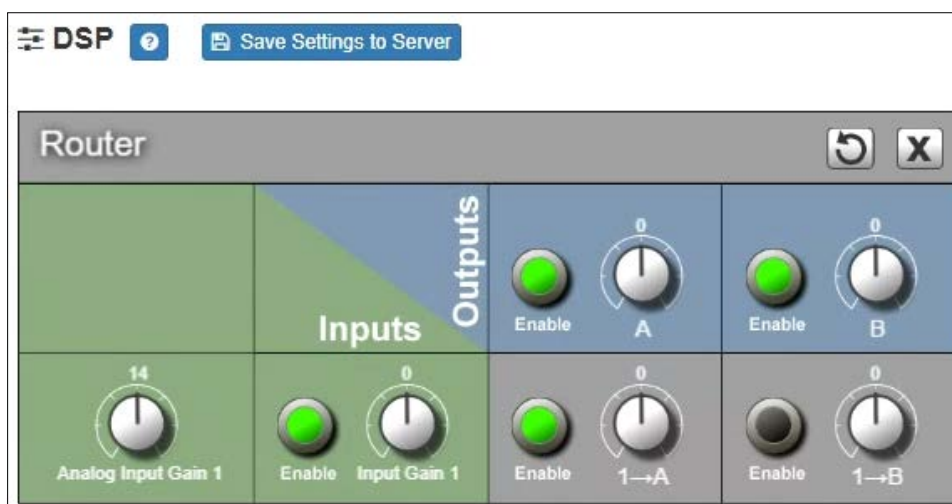 DSP ? Save Settings to Server
Router X
Inputs
Outputs
0
Enable A
0
Enable B
14
Analog Input Gain 1
0
Enable Input Gain 1
0
Enable 1→A
0
Enable 1→B